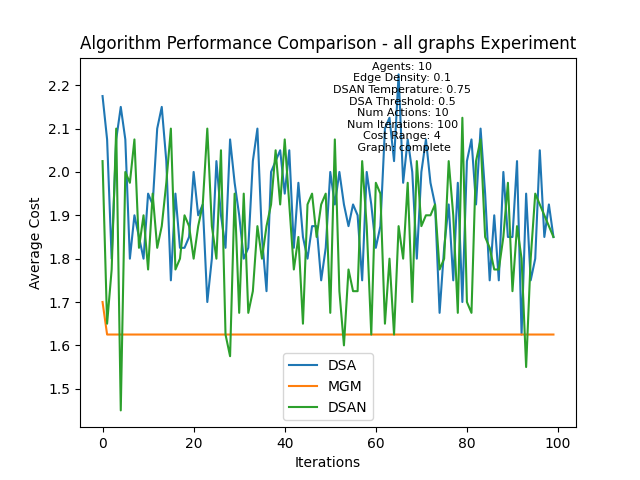 Algorithm Performance Comparison - all graphs Experiment
Agents: 10
Edge Density: 0.1
DSAN Temperature: 0.75
DSA Threshold: 0.5
Num Actions: 10
Num Iterations: 100
Cost Range: 4
Graph: complete
Average Cost
2.2
2.1
2.0
1.9
1.8
1.7
1.6
1.5
DSA
MGM
DSAN
0 20 40 60 80 100
Iterations